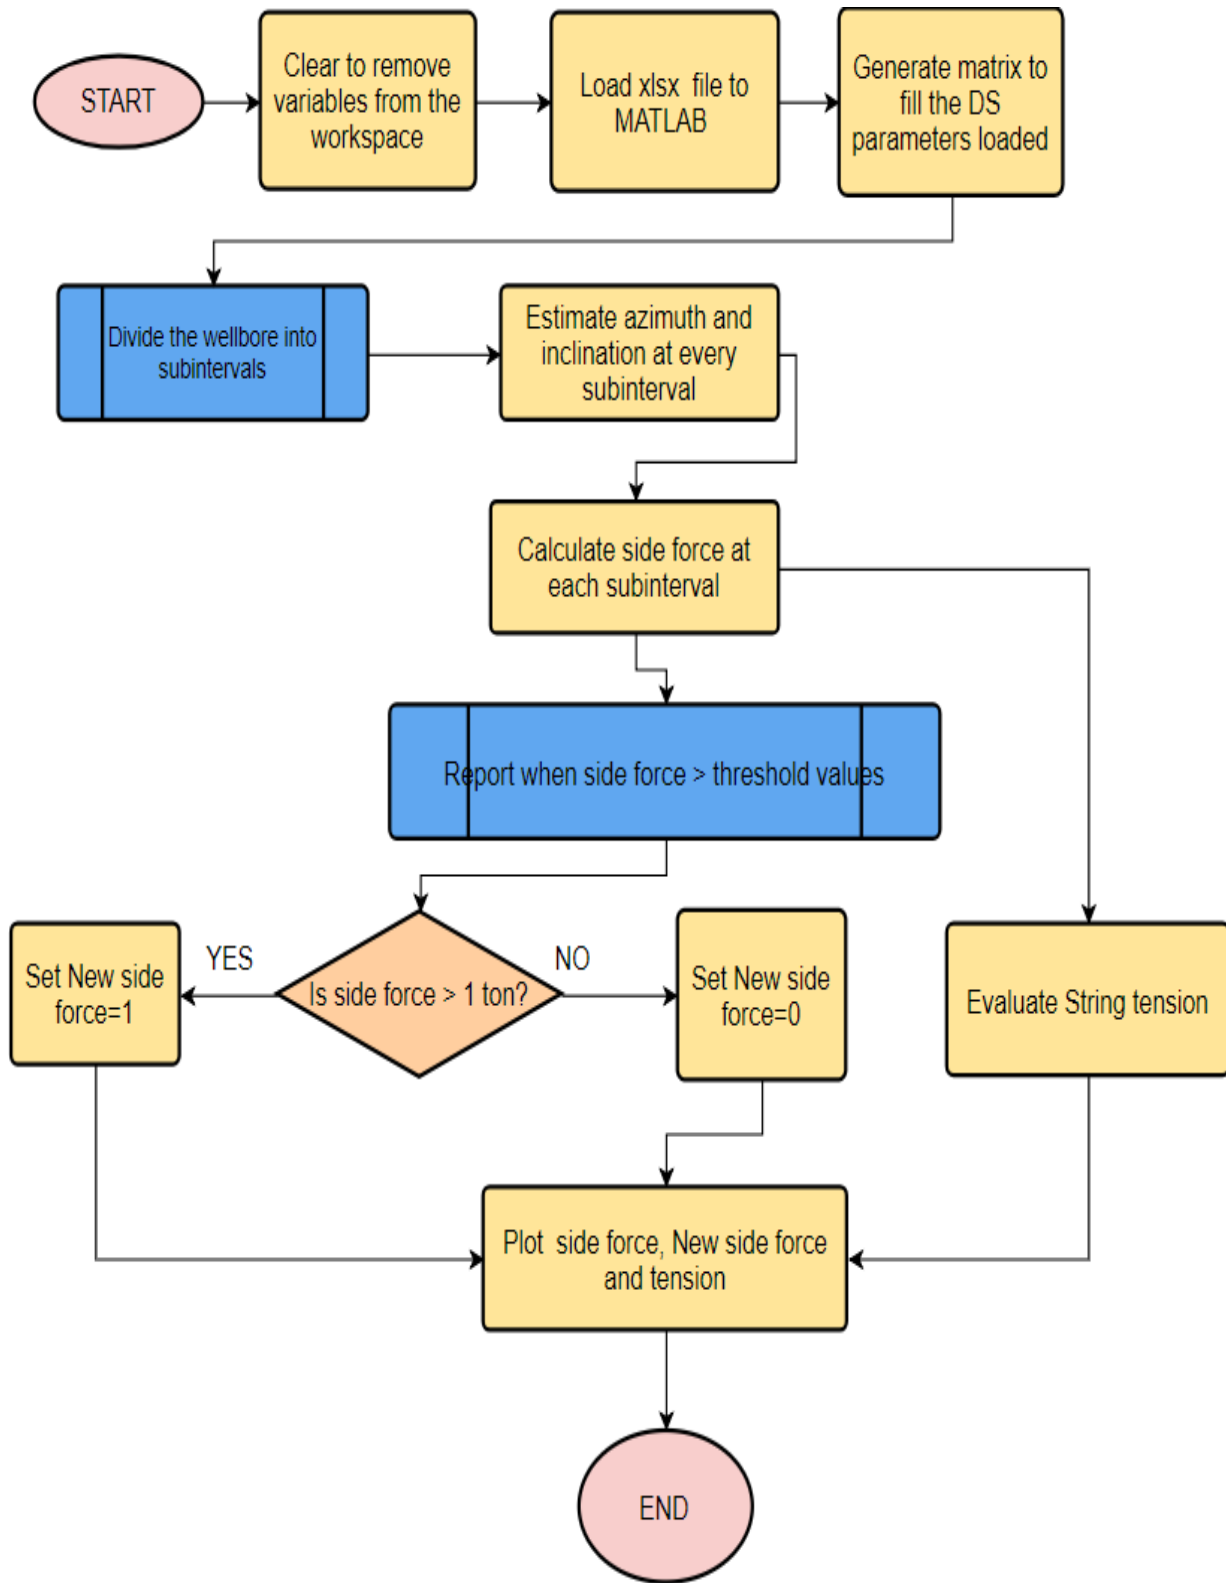 START
Clear to remove
variables from the
workspace
Load xlsx file to
MATLAB
Generate matrix to
fill the DS
parameters loaded
Divide the wellbore into
subintervals
Estimate azimuth and
inclination at every
subinterval
Calculate side force at
each subinterval
Report when side force > threshold values
YES
NO
Set New side
force=1
Is side force > 1 ton?
Set New side
force=0
Evaluate String tension
Plot side force, New side force
and tension
END